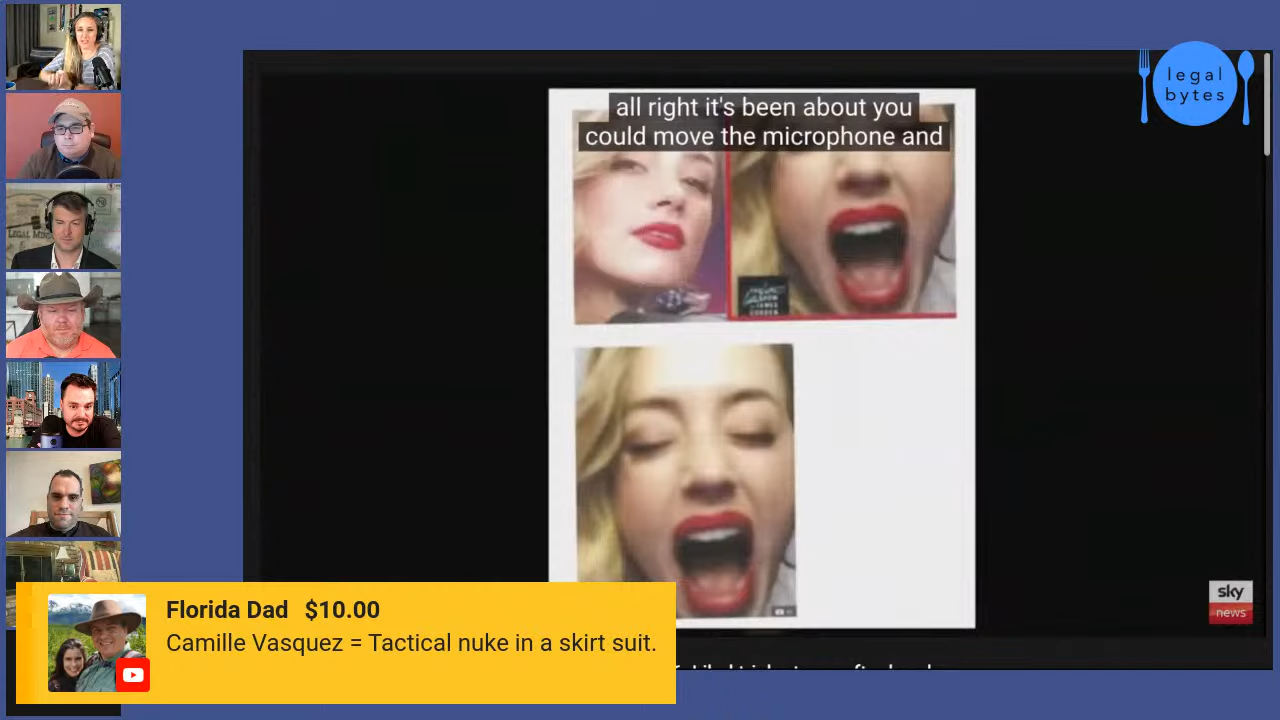 legal
bytes
all right it's been about you
could move the microphone and
sky
news
Florida Dad $10.00
Camille Vasquez = Tactical nuke in a skirt suit.